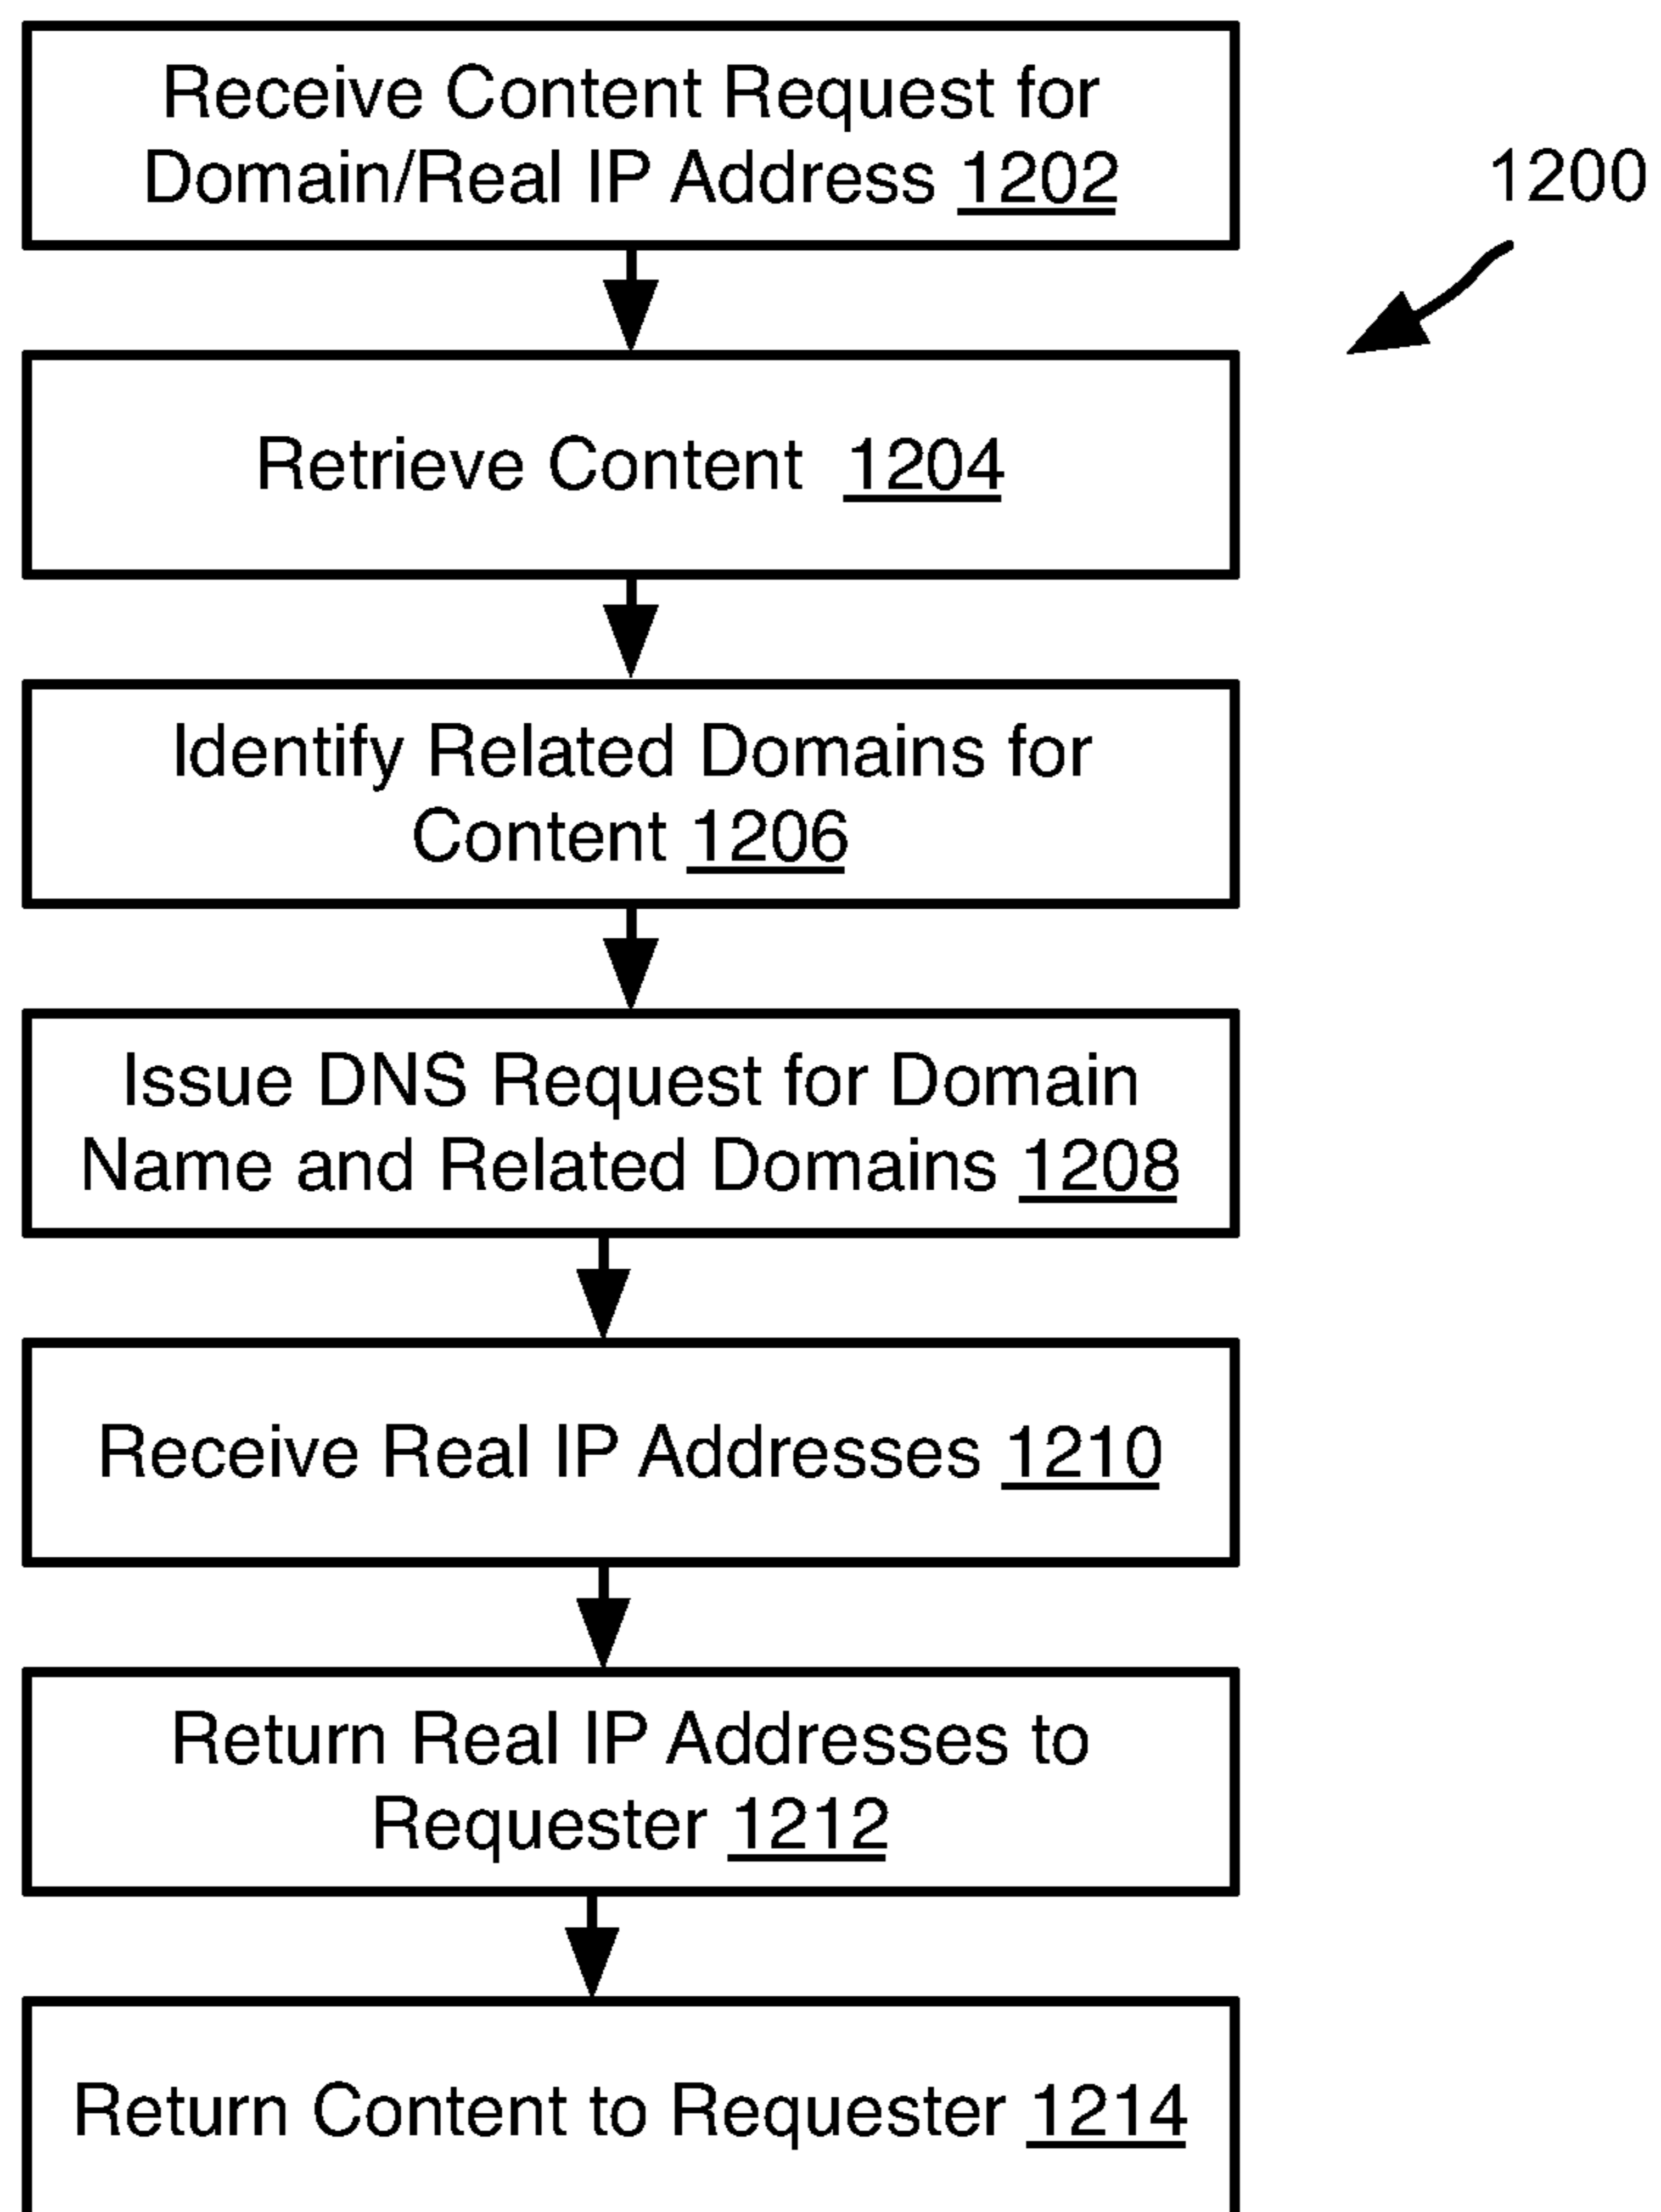 Receive Content Request for
Domain/Real IP Address 1202
1200
Retrieve Content 1204
Identify Related Domains for
Content 1206
Issue DNS Request for Domain
Name and Related Domains 1208
Receive Real IP Addresses 1210
Return Real IP Addresses to
Requester 1212
Return Content to Requester 1214